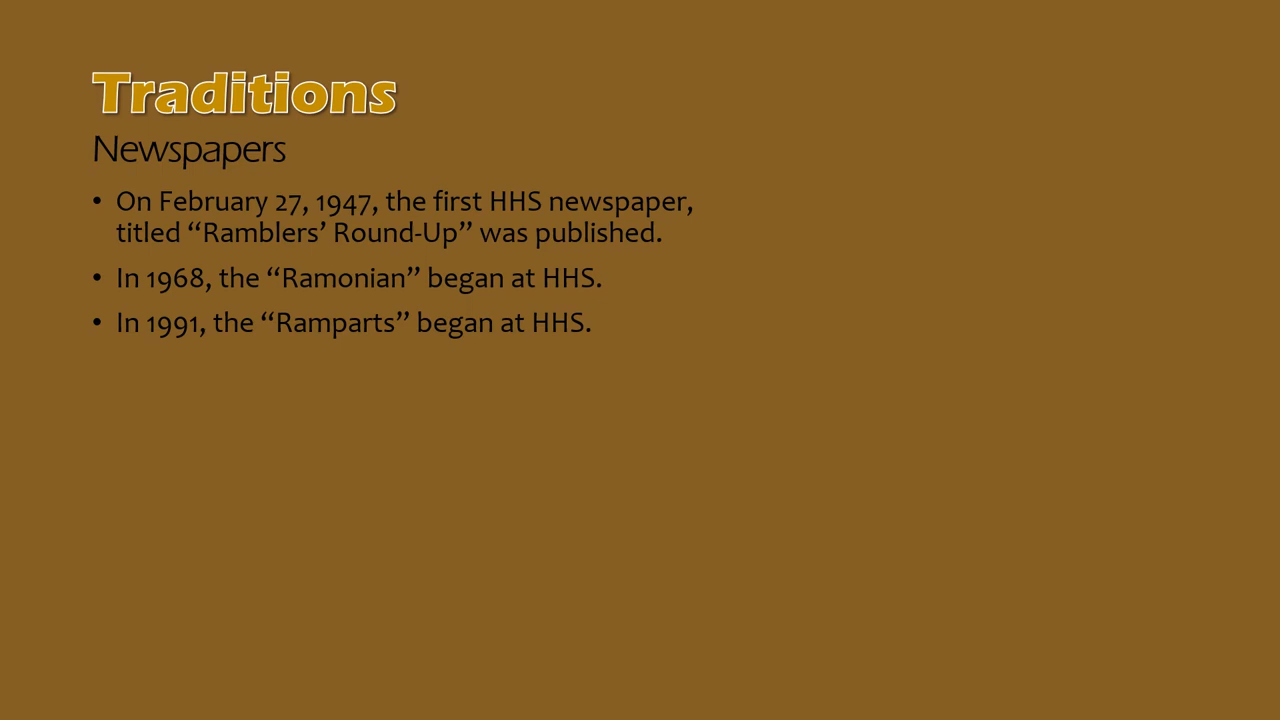 Traditions
Newspapers
• On February 27, 1947, the first HHS newspaper,
titled “Ramblers’ Round-Up” was published.
• In 1968, the “Ramonian” began at HHS.
• In 1991, the “Ramparts” began at HHS.